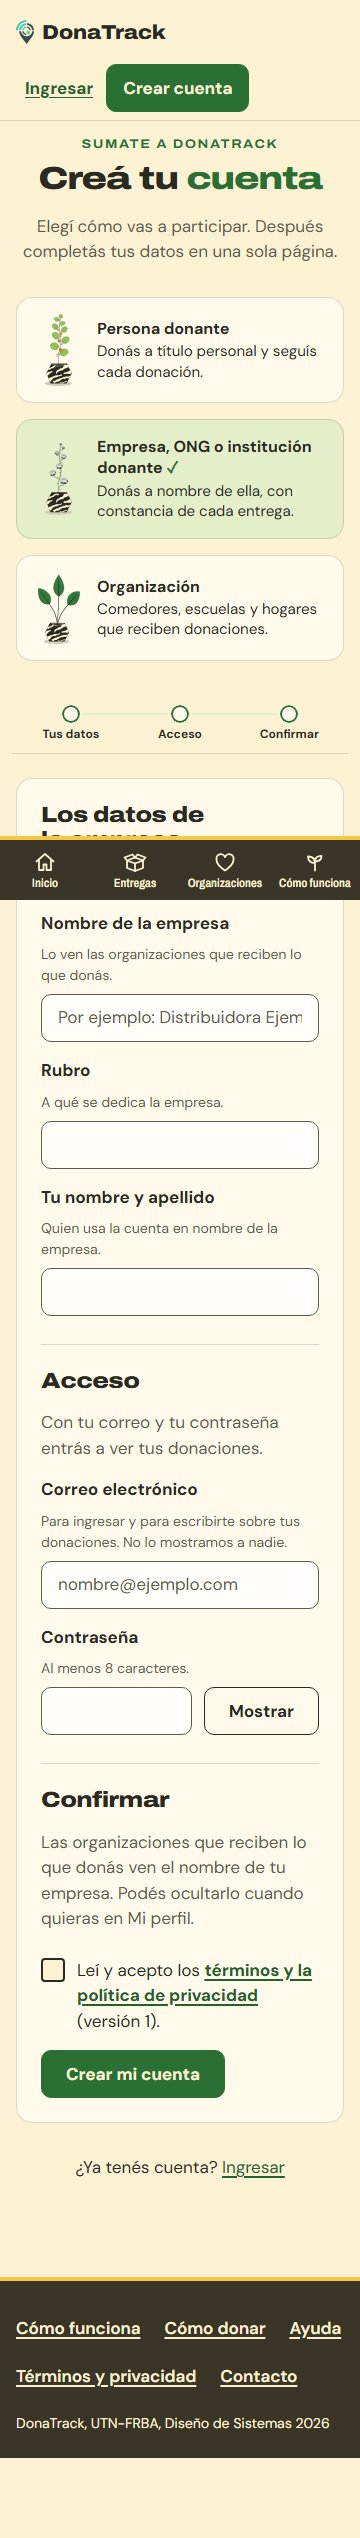 DonaTrack
Ingresar
Crear cuenta
SUMATE A DONATRACK
Creá tu cuenta
Elegí cómo vas a participar. Después
completás tus datos en una sola página.
Persona donante
Donás a título personal y seguís
cada donación.
Empresa, ONG o institución
donante ✓
Donás a nombre de ella, con
constancia de cada entrega.
Organización
Comedores, escuelas y hogares
que reciben donaciones.
Tus datos
Acceso
Confirmar
Los datos de
Inicio
Entregas
Organizaciones
Cómo funciona
Nombre de la empresa
Lo ven las organizaciones que reciben lo
que donás.
Por ejemplo: Distribuidora Ejem
Rubro
A qué se dedica la empresa.
Tu nombre y apellido
Quien usa la cuenta en nombre de la
empresa.
Acceso
Con tu correo y tu contraseña
entrás a ver tus donaciones.
Correo electrónico
Para ingresar y para escribirte sobre tus
donaciones. No lo mostramos a nadie.
nombre@ejemplo.com
Contraseña
Al menos 8 caracteres.
Mostrar
Confirmar
Las organizaciones que reciben lo
que donás ven el nombre de tu
empresa. Podés ocultarlo cuando
quieras en Mi perfil.
Leí y acepto los términos y la
política de privacidad
(versión 1).
Crear mi cuenta
¿Ya tenés cuenta? Ingresar
Cómo funciona
Cómo donar
Ayuda
Términos y privacidad
Contacto
DonaTrack, UTN-FRBA, Diseño de Sistemas 2026